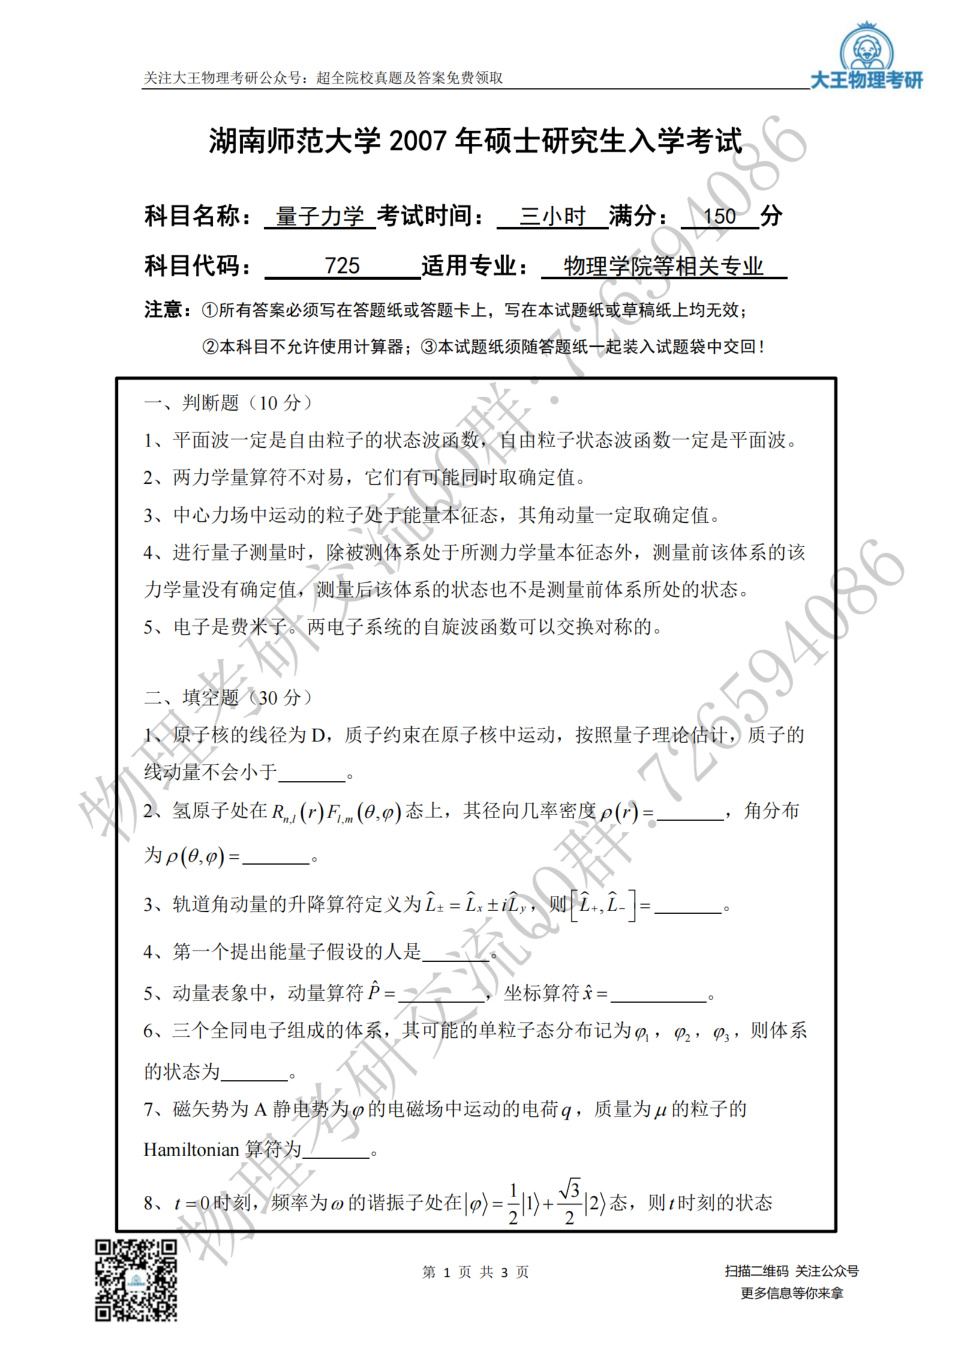 关注大王物理考研公众号：超全院校真题及答案免费领取
大王物理考研
湖南师范大学 2007 年硕士研究生入学考试
科目名称： 量子力学 考试时间： 三小时 满分： 150 分
科目代码： 725 适用专业： 物理学院等相关专业
注意：①所有答案必须写在答题纸或答题卡上，写在本试题纸或草稿纸上均无效；
②本科目不允许使用计算器；③本试题纸须随答题纸一起装入试题袋中交回！
一、判断题（10 分）
1、平面波一定是自由粒子的状态波函数，自由粒子状态波函数一定是平面波。
2、两力学量算符不对易，它们有可能同时取确定值。
3、中心力场中运动的粒子处于能量本征态，其角动量一定取确定值。
4、进行量子测量时，除被测体系处于所测力学量本征态外，测量前该体系的该
力学量没有确定值，测量后该体系的状态也不是测量前体系所处的状态。
5、电子是费米子。两电子系统的自旋波函数可以交换对称的。
二、填空题（30 分）
1、原子核的线径为 D，质子约束在原子核中运动，按照量子理论估计，质子的
线动量不会小于_______。
2、氢原子处在 R_{n,l}(r)F_{l,m}(θ,φ) 态上，其径向几率密度 ρ(r)=_______，角分布
为 ρ(θ,φ)=_______。
3、轨道角动量的升降算符定义为 L̂± = L̂x ± iL̂y，则[L̂+, L̂−]=_______。
4、第一个提出能量子假设的人是_______。
5、动量表象中，动量算符 P̂ =_________，坐标算符 x̂ =__________。
6、三个全同电子组成的体系，其可能的单粒子态分布记为 φ₁，φ₂，φ₃，则体系
的状态为_______。
7、磁矢势为 A 静电势为 φ 的电磁场中运动的电荷 q，质量为 μ 的粒子的
Hamiltonian 算符为_______。
8、t = 0 时刻，频率为 ω 的谐振子处在|φ⟩ = 1/2|1⟩ + √3/2|2⟩态，则 t 时刻的状态
物理考研交流QQ群：726594086
物理考研交流QQ群：726594086
大王物理考研
第 1 页 共 3 页
扫描二维码 关注公众号
更多信息等你来拿